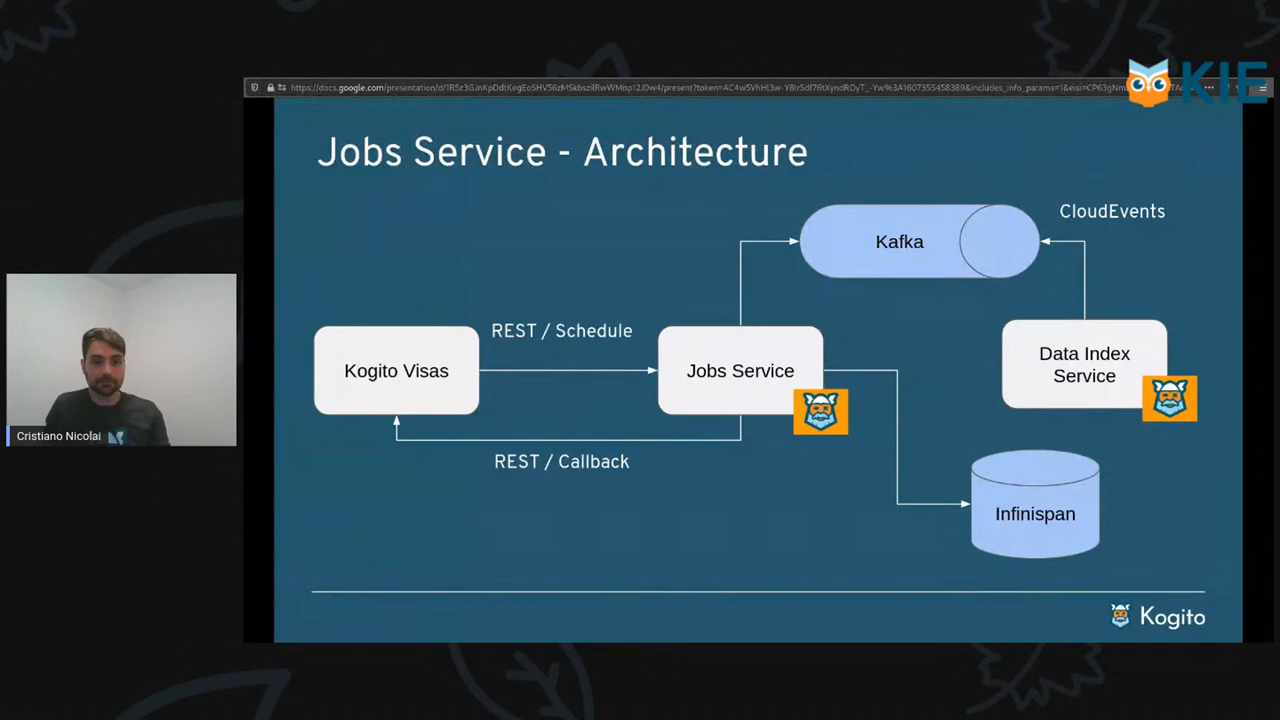 KIE
Jobs Service - Architecture
CloudEvents
Kafka
REST / Schedule
Kogito Visas
Jobs Service
Data Index
Service
REST / Callback
Infinispan
Cristiano Nicolai
Kogito